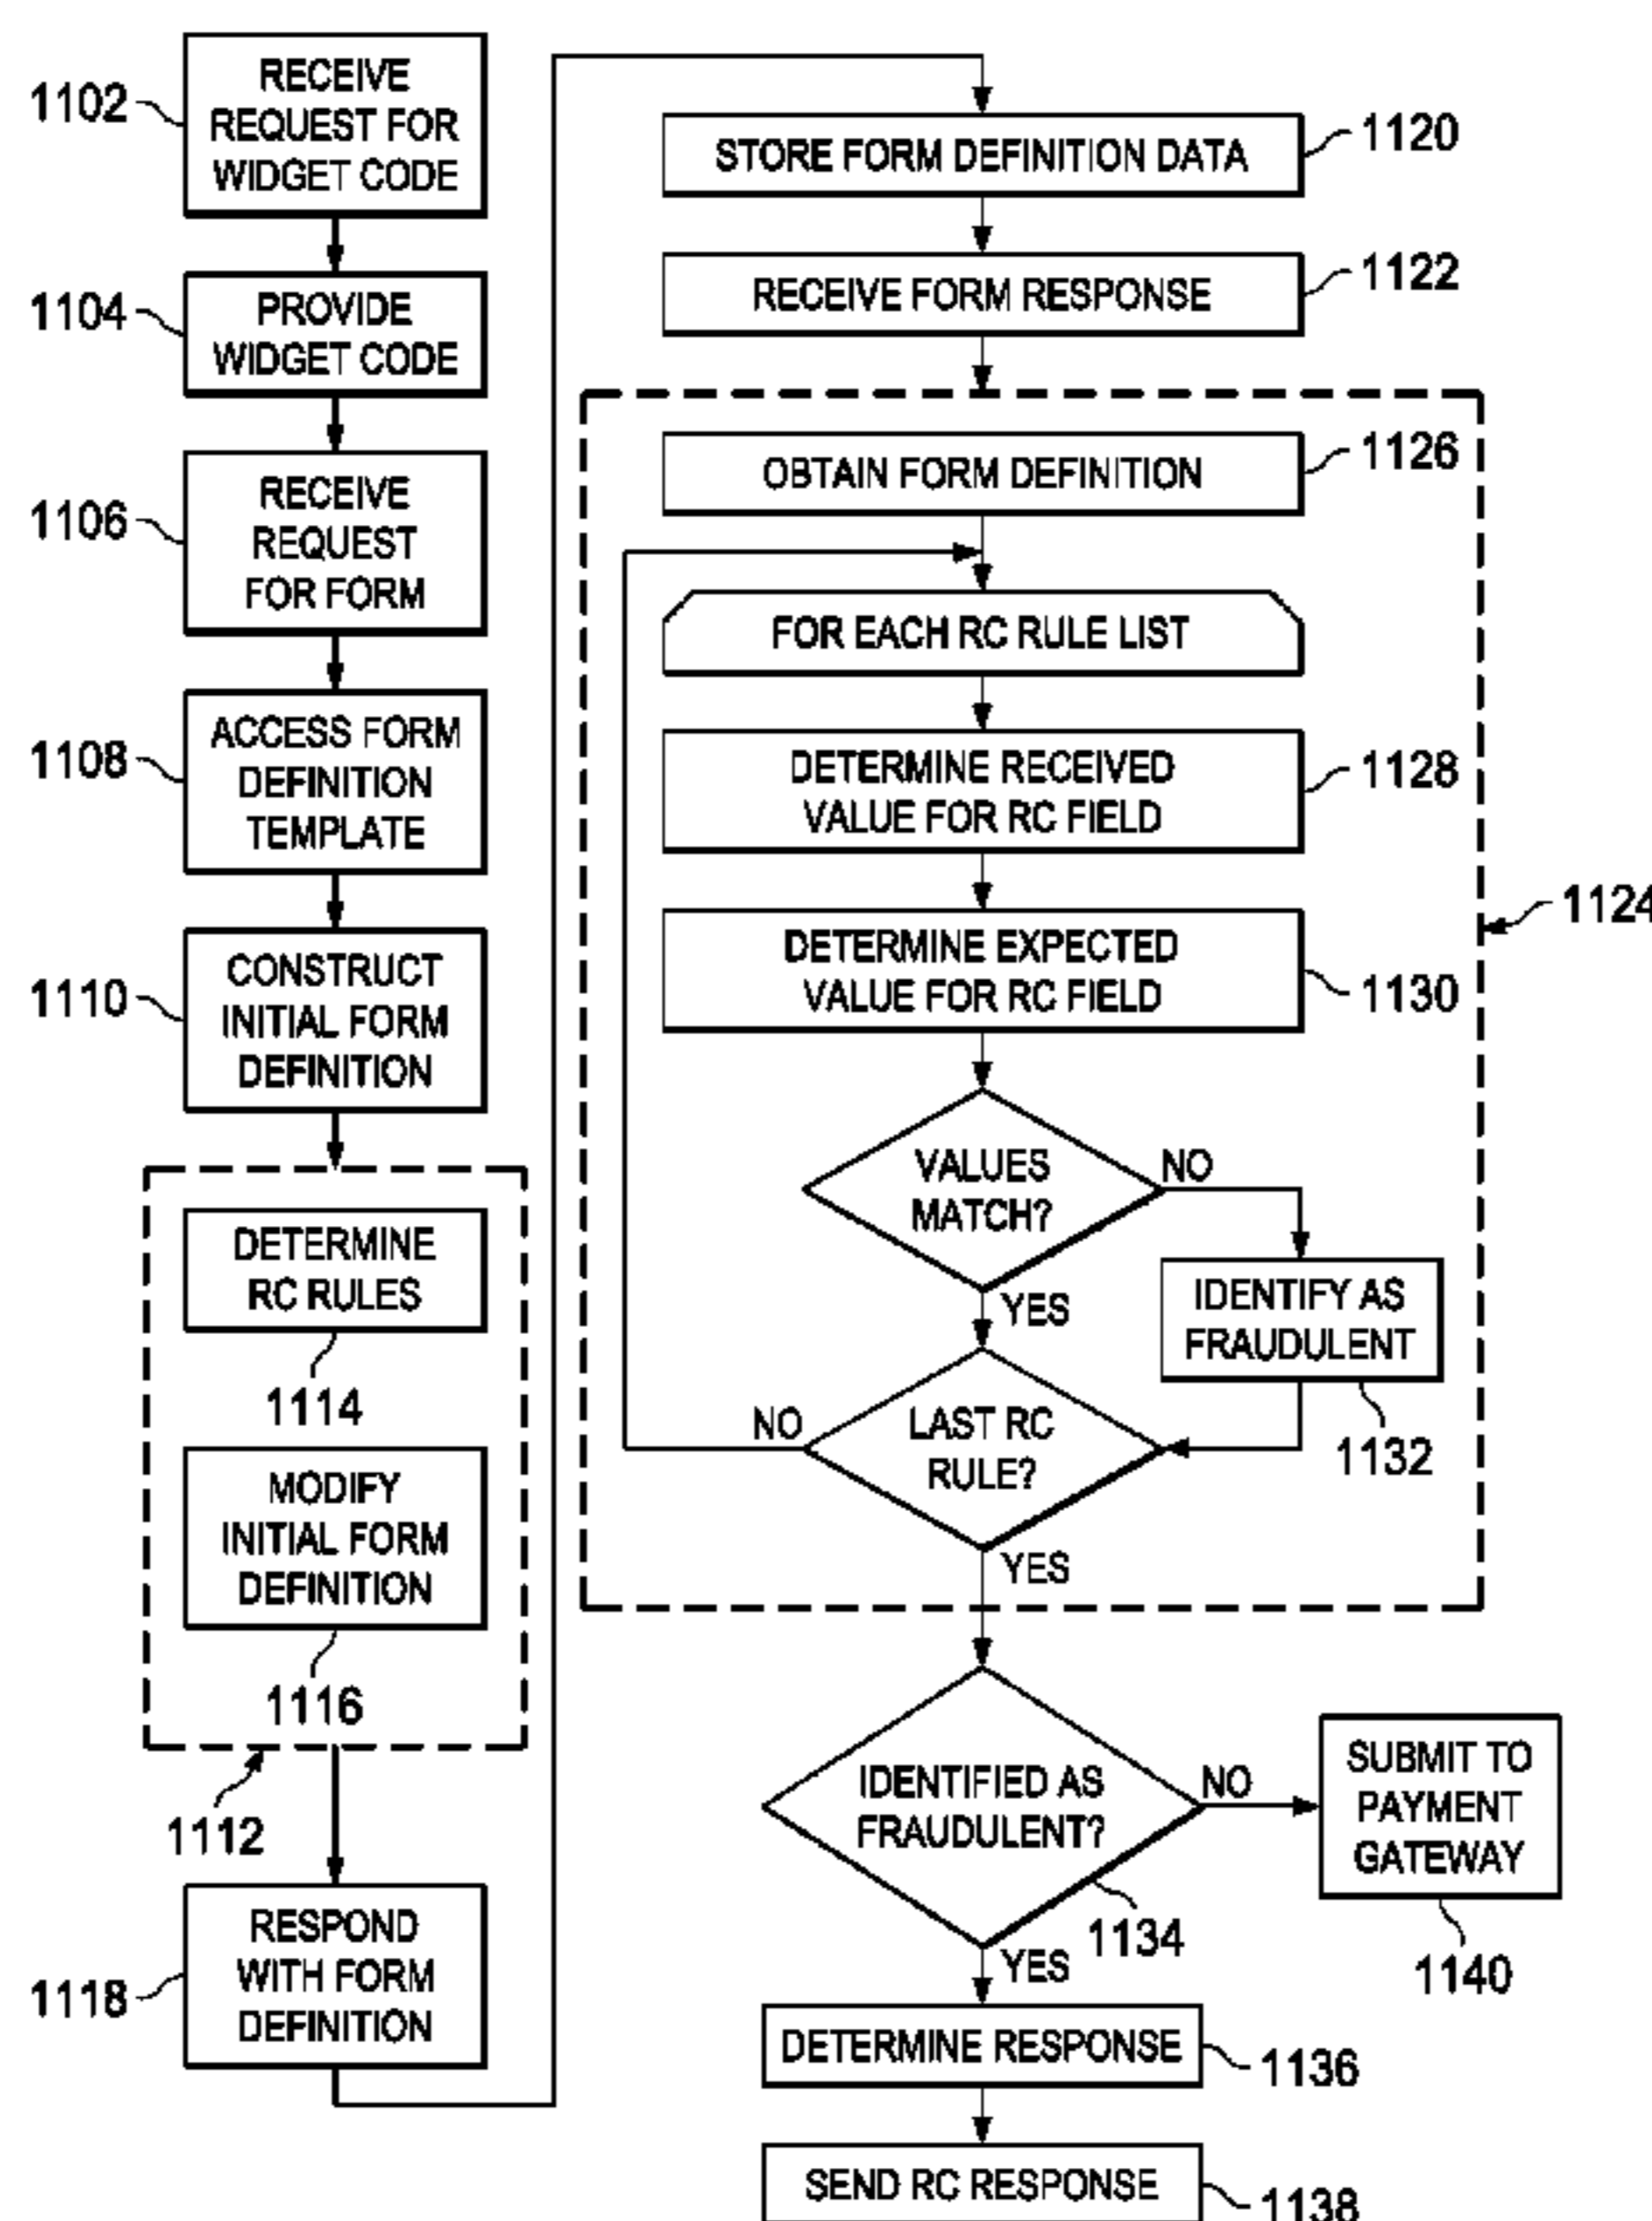 1102
RECEIVE
REQUEST FOR
WIDGET CODE
1104
PROVIDE
WIDGET CODE
1106
RECEIVE
REQUEST
FOR FORM
1108
ACCESS FORM
DEFINITION
TEMPLATE
1110
CONSTRUCT
INITIAL FORM
DEFINITION
DETERMINE
RC RULES
1114
MODIFY
INITIAL FORM
DEFINITION
1116
1112
1118
RESPOND
WITH FORM
DEFINITION
STORE FORM DEFINITION DATA
1120
RECEIVE FORM RESPONSE
1122
1124
OBTAIN FORM DEFINITION
1126
FOR EACH RC RULE LIST
DETERMINE RECEIVED
VALUE FOR RC FIELD
1128
DETERMINE EXPECTED
VALUE FOR RC FIELD
1130
VALUES
MATCH?
NO
YES
IDENTIFY AS
FRAUDULENT
1132
LAST RC
RULE?
NO
YES
IDENTIFIED AS
FRAUDULENT?
1134
NO
YES
SUBMIT TO
PAYMENT
GATEWAY
1140
DETERMINE RESPONSE
1136
SEND RC RESPONSE
1138